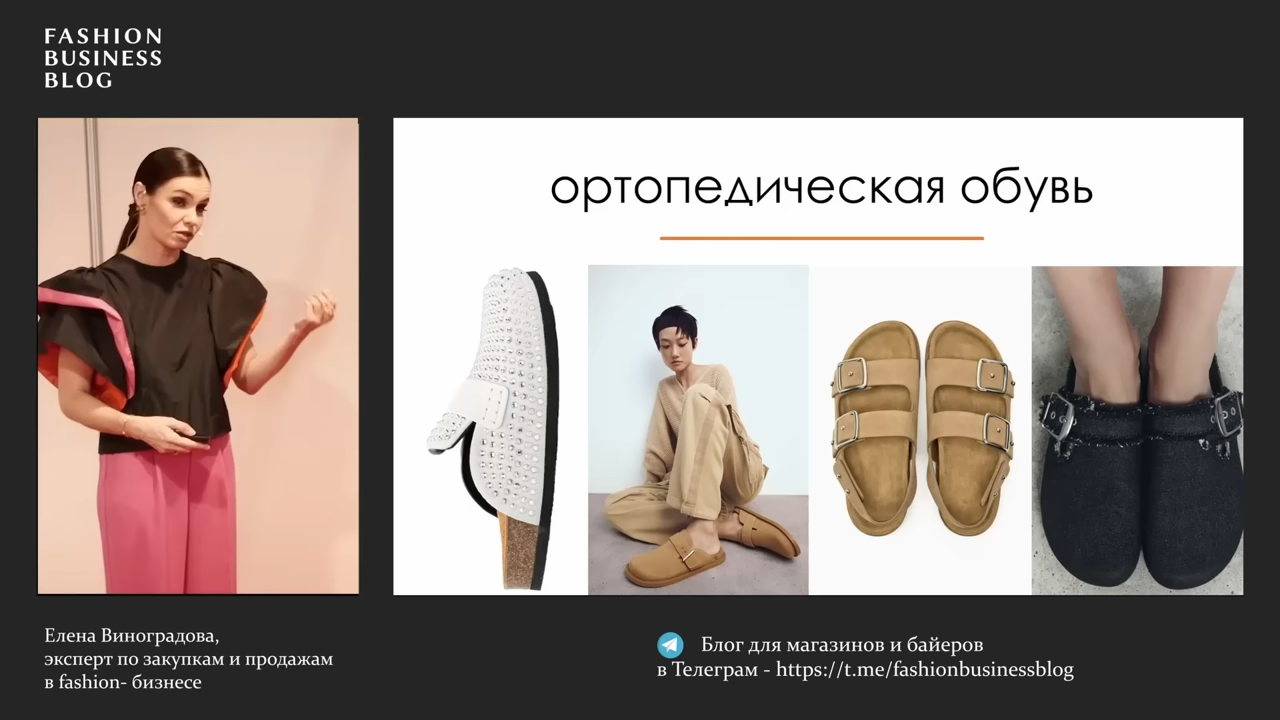 FASHION
BUSINESS
BLOG
ортопедическая обувь
Елена Виноградова,
эксперт по закупкам и продажам
в fashion- бизнесе
Блог для магазинов и байеров
в Телеграм - https://t.me/fashionbusinessblog